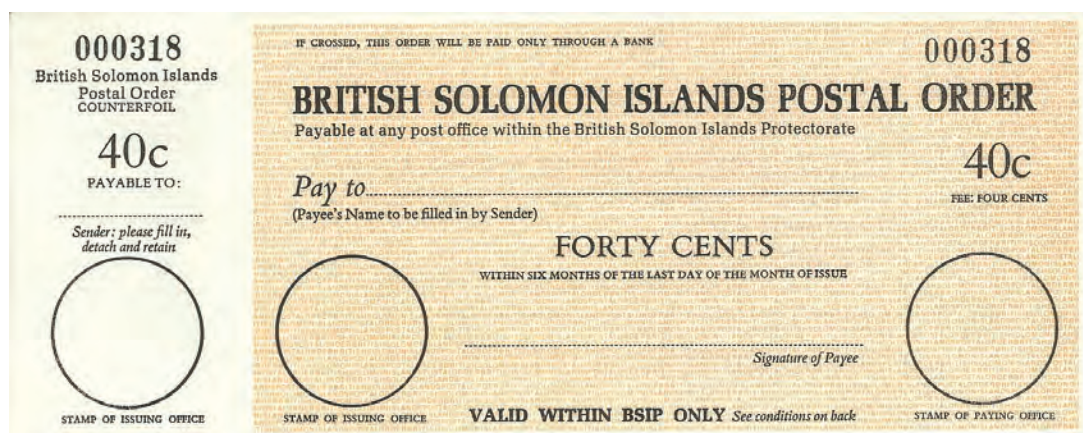 000318
British Solomon Islands
Postal Order
COUNTERFOIL
40c
PAYABLE TO:
Sender: please fill in,
detach and retain
STAMP OF ISSUING OFFICE
IF CROSSED, THIS ORDER WILL BE PAID ONLY THROUGH A BANK
000318
BRITISH SOLOMON ISLANDS POSTAL ORDER
Payable at any post office within the British Solomon Islands Protectorate
40c
FEE: FOUR CENTS
Pay to
(Payee's Name to be filled in by Sender)
FORTY CENTS
WITHIN SIX MONTHS OF THE LAST DAY OF THE MONTH OF ISSUE
Signature of Payee
STAMP OF ISSUING OFFICE
VALID WITHIN BSIP ONLY See conditions on back
STAMP OF PAYING OFFICE